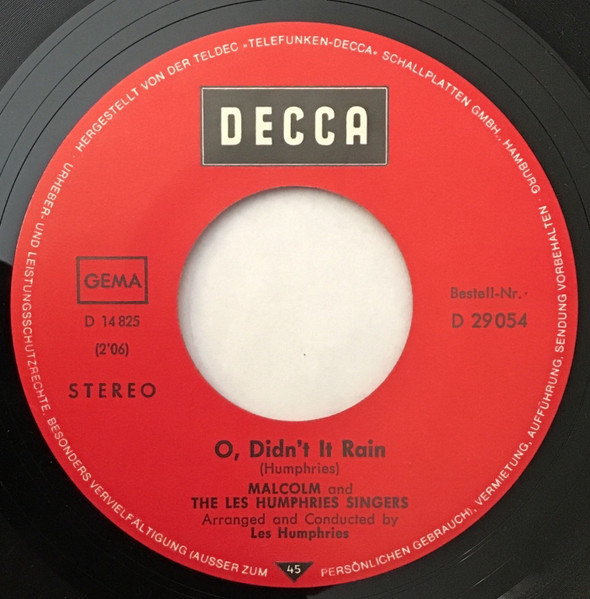 URHEBER- UND LEISTUNGSSCHUTZRECHTE, BESONDERS VERVIELFÄLTIGUNG (AUSSER ZUM PERSÖNLICHEN GEBRAUCH), VERMIETUNG, AUFFÜHRUNG, SENDUNG VORBEHALTEN · HERGESTELLT VON DER TELDEC »TELEFUNKEN-DECCA« SCHALLPLATTEN GMBH., HAMBURG ·
DECCA
GEMA
D 14 825
(2'06)
STEREO
Bestell-Nr.·
D 29 054
O, Didn't It Rain
(Humphries)
MALCOLM and
THE LES HUMPHRIES SINGERS
Arranged and Conducted by
Les Humphries
45